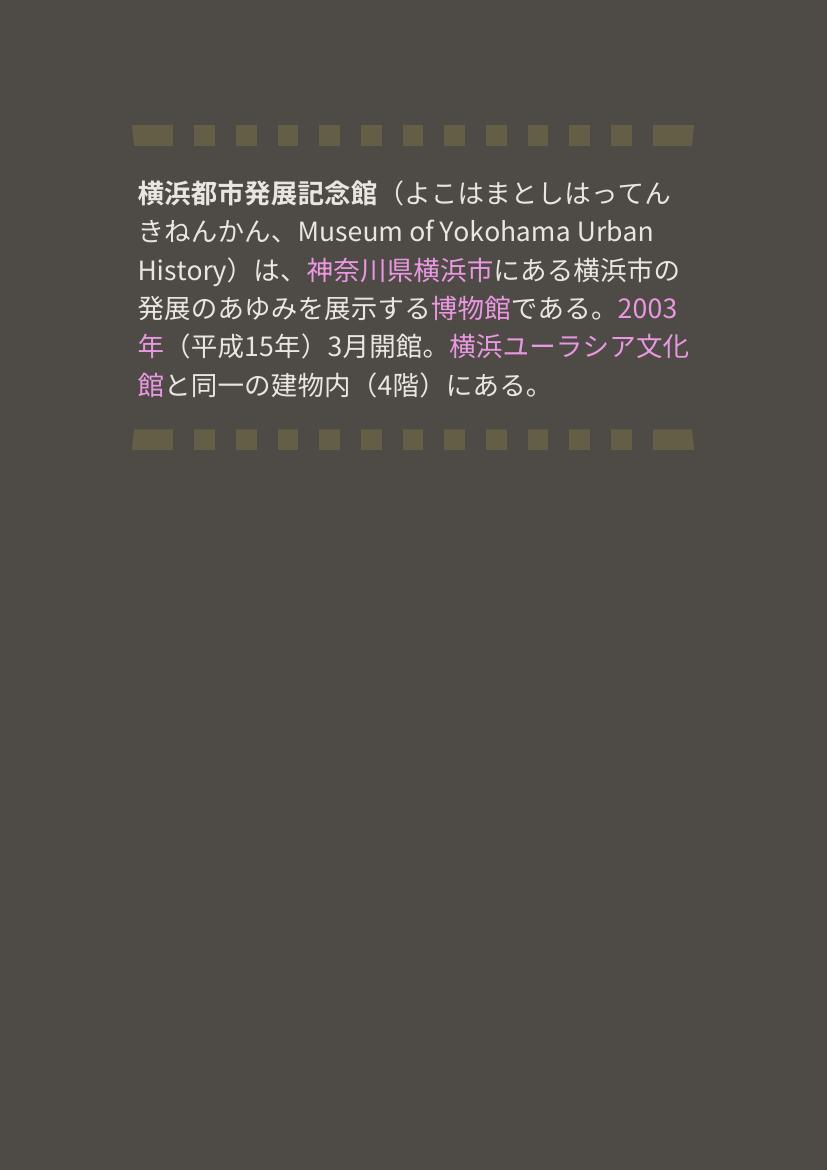 横浜都市発展記念館（よこはまとしはってん
きねんかん、Museum of Yokohama Urban
History）は、神奈川県横浜市にある横浜市の
発展のあゆみを展示する博物館である。2003
年（平成15年）3月開館。横浜ユーラシア文化
館と同一の建物内（4階）にある。